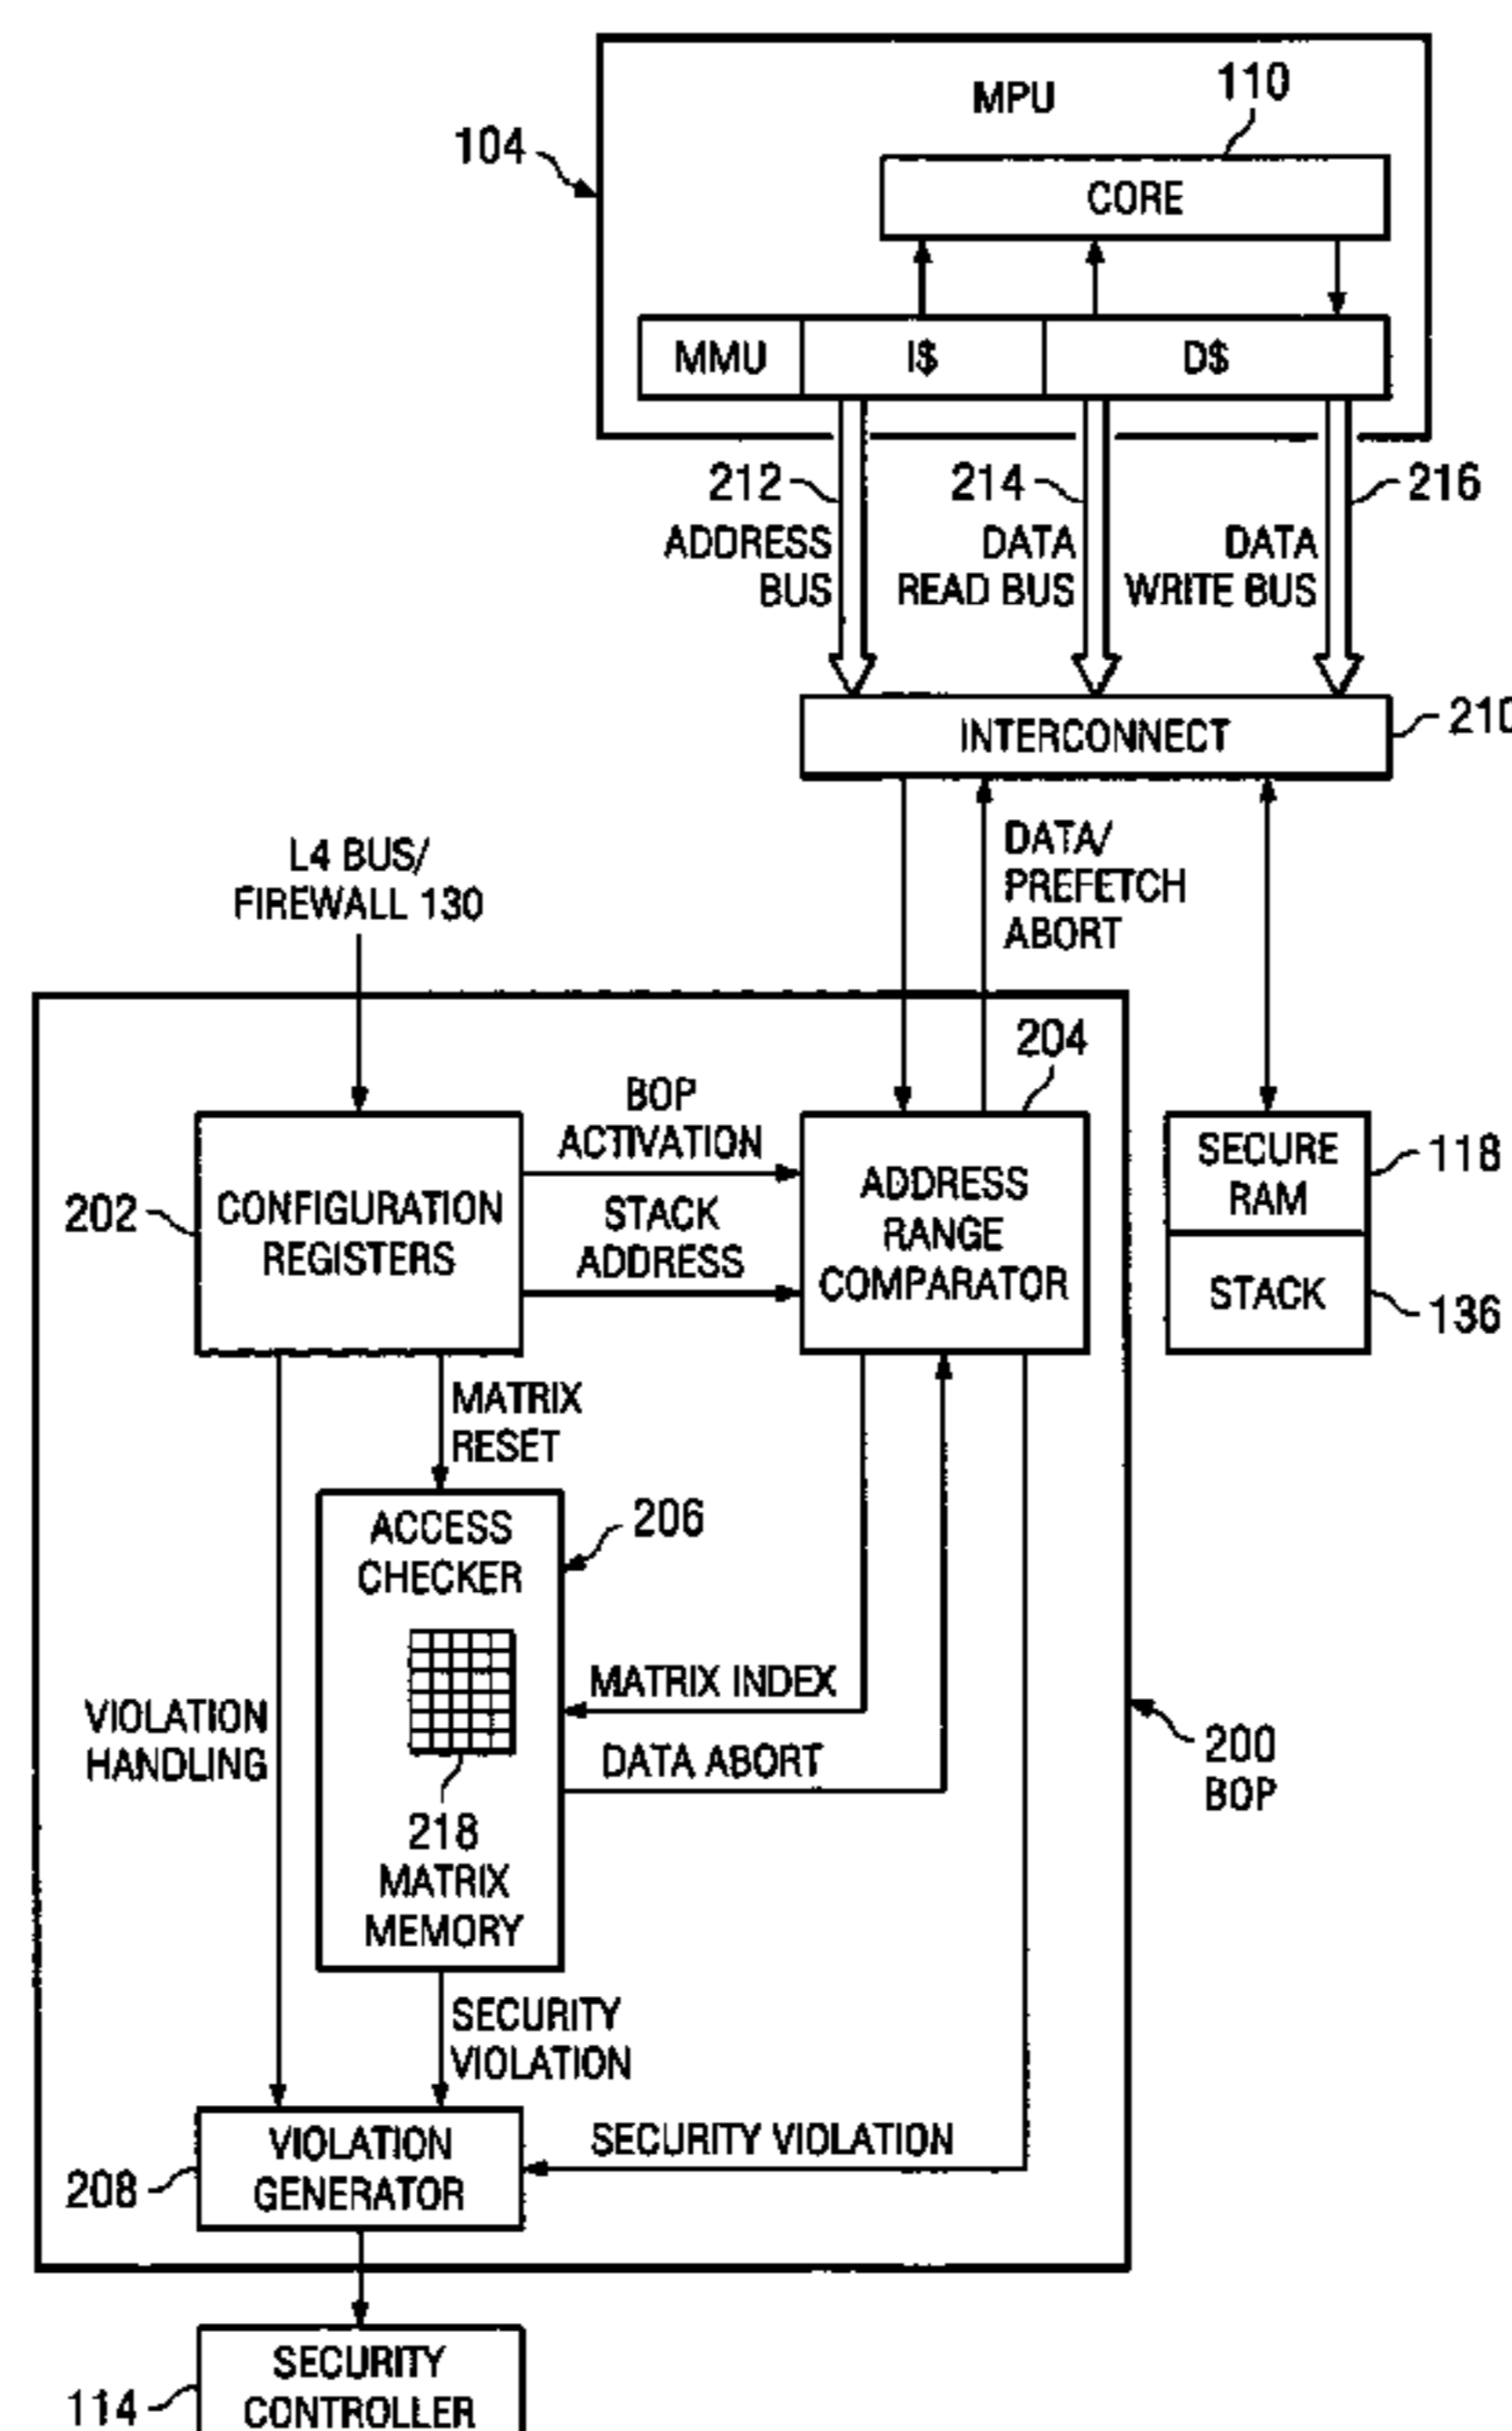 MPU
110
104
CORE
MMU
I$
D$
212
ADDRESS
BUS
214
DATA
READ BUS
216
DATA
WRITE BUS
INTERCONNECT
210
L4 BUS/
FIREWALL 130
DATA/
PREFETCH
ABORT
204
BOP
ACTIVATION
STACK
ADDRESS
202
CONFIGURATION
REGISTERS
ADDRESS
RANGE
COMPARATOR
SECURE
RAM
118
STACK
136
MATRIX
RESET
ACCESS
CHECKER
206
MATRIX INDEX
VIOLATION
HANDLING
DATA ABORT
200
BOP
218
MATRIX
MEMORY
SECURITY
VIOLATION
VIOLATION
GENERATOR
208
SECURITY VIOLATION
SECURITY
CONTROLLER
114